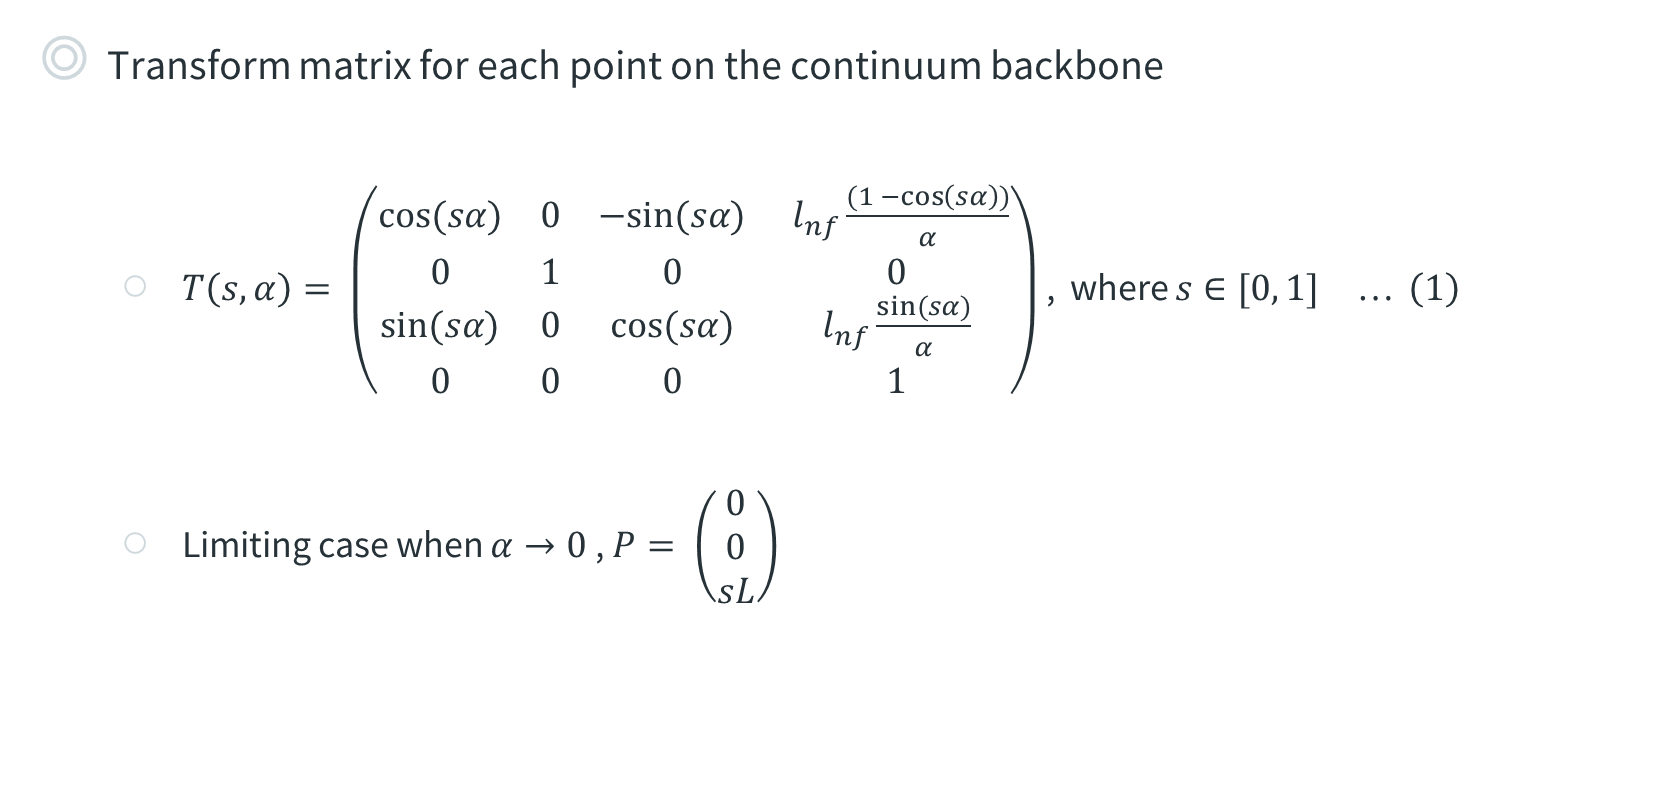 Transform matrix for each point on the continuum backbone
T(s, α) = ( cos(sα) 0 −sin(sα) l_nf (1 −cos(sα))/α
0 1 0 0
sin(sα) 0 cos(sα) l_nf sin(sα)/α
0 0 0 1 ) , where s ∈ [0, 1] … (1)
Limiting case when α → 0 , P = ( 0
0
sL )